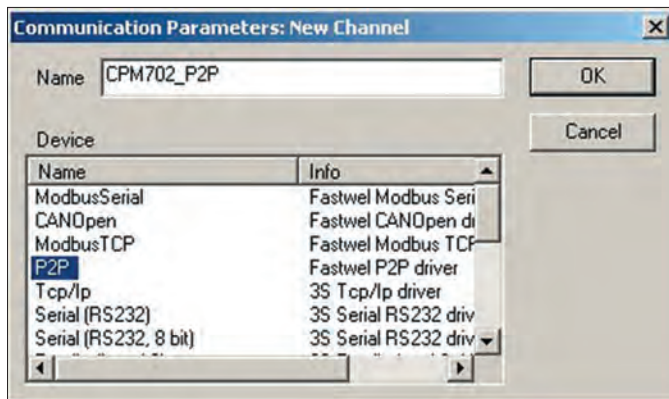 Communication Parameters: New Channel
Name CPM702_P2P OK
Cancel
Device
Name Info
ModbusSerial Fastwel Modbus Seri
CANOpen Fastwel CANOpen dr
ModbusTCP Fastwel Modbus TCP
P2P Fastwel P2P driver
Tcp/Ip 3S Tcp/Ip driver
Serial (RS232) 3S Serial RS232 driv
Serial (RS232, 8 bit) 3S Serial RS232 driv